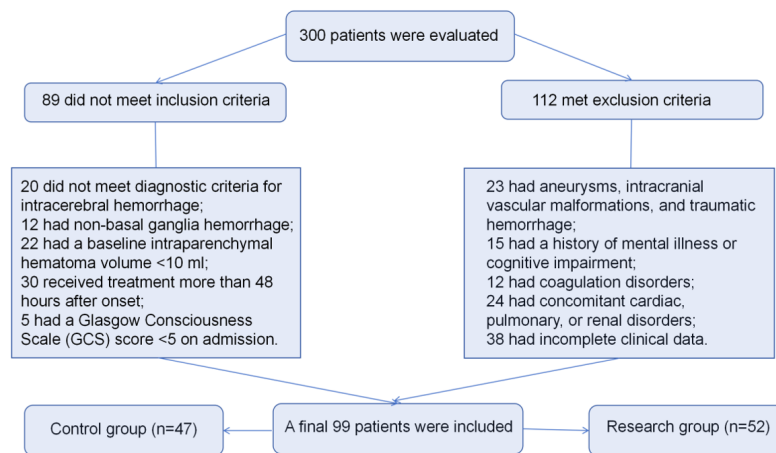 300 patients were evaluated
89 did not meet inclusion criteria
112 met exclusion criteria
20 did not meet diagnostic criteria for
intracerebral hemorrhage;
12 had non-basal ganglia hemorrhage;
22 had a baseline intraparenchymal
hematoma volume <10 ml;
30 received treatment more than 48
hours after onset;
5 had a Glasgow Consciousness
Scale (GCS) score <5 on admission.
23 had aneurysms, intracranial
vascular malformations, and traumatic
hemorrhage;
15 had a history of mental illness or
cognitive impairment;
12 had coagulation disorders;
24 had concomitant cardiac,
pulmonary, or renal disorders;
38 had incomplete clinical data.
Control group (n=47)
A final 99 patients were included
Research group (n=52)